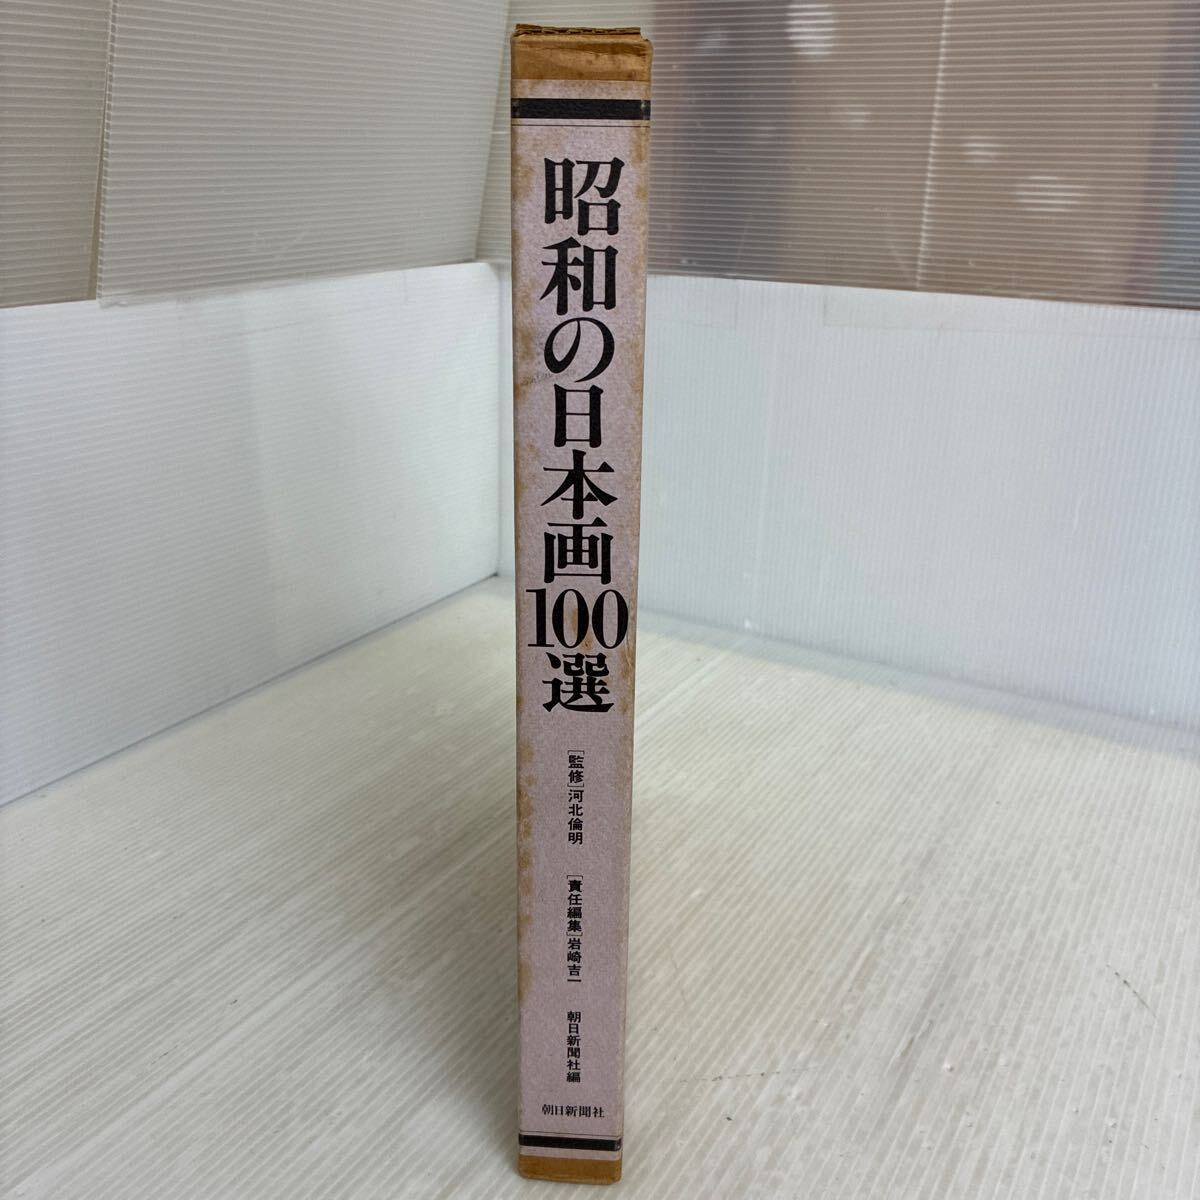 昭和の日本画100選
[監修]河北倫明
[責任編集]岩崎吉一
朝日新聞社編
朝日新聞社